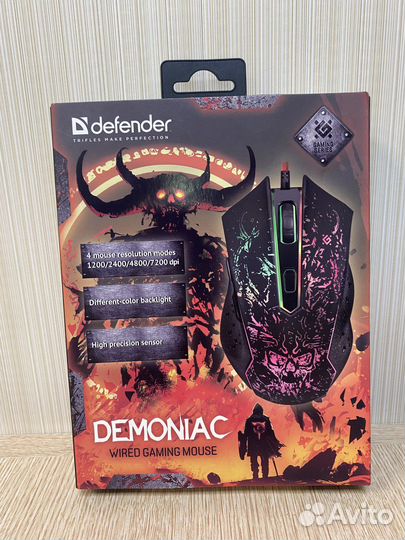 defender
TRIFLES MAKE PERFECTION
GAMING
SERIES
4 mouse resolution modes
1200/2400/4800/7200 dpi
Different-color backlight
High precision sensor
DEMONIAC
WIRED GAMING MOUSE
Avito